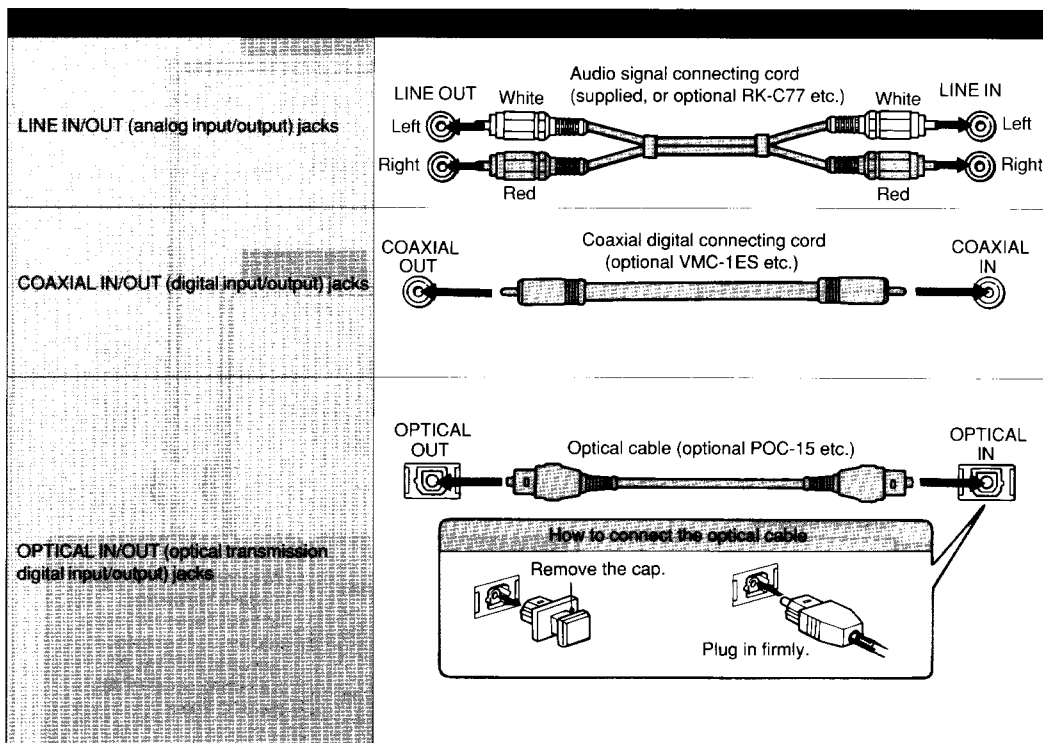 LINE IN/OUT (analog input/output) jacks
Audio signal connecting cord
(supplied, or optional RK-C77 etc.)
LINE OUT
White
White
LINE IN
Left
Left
Right
Right
Red
Red
COAXIAL IN/OUT (digital input/output) jacks
COAXIAL
OUT
Coaxial digital connecting cord
(optional VMC-1ES etc.)
COAXIAL
IN
OPTICAL IN/OUT (optical transmission
digital input/output) jacks
OPTICAL
OUT
Optical cable (optional POC-15 etc.)
OPTICAL
IN
How to connect the optical cable
Remove the cap.
Plug in firmly.